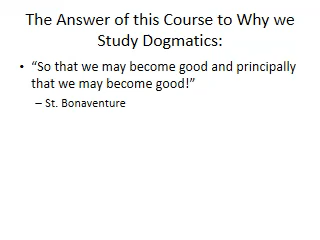 The Answer of this Course to Why we
Study Dogmatics:
• “So that we may become good and principally
that we may become good!”
– St. Bonaventure